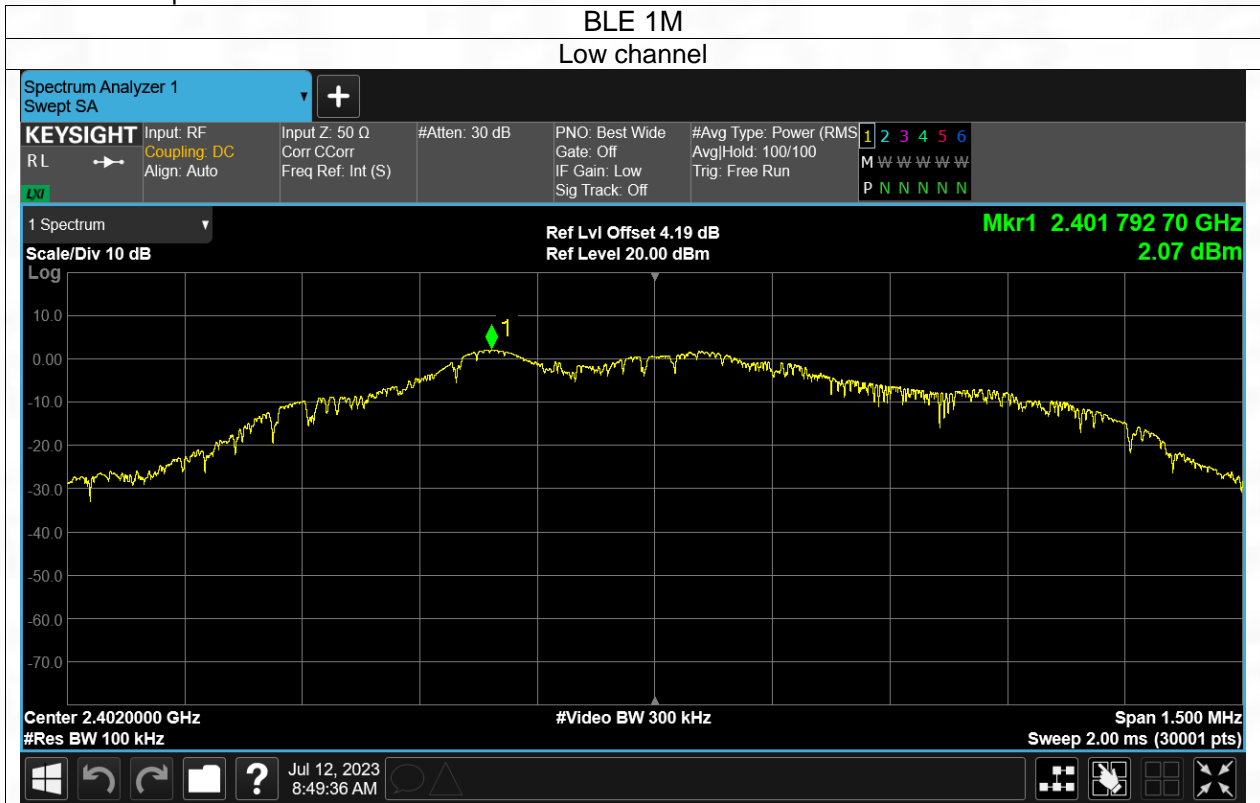 BLE 1M
Low channel
Spectrum Analyzer 1
Swept SA
KEYSIGHT Input: RF Input Z: 50 Ω #Atten: 30 dB PNO: Best Wide #Avg Type: Power (RMS 1 2 3 4 5 6
R L Coupling: DC Corr CCorr Gate: Off Avg|Hold: 100/100 M W W W W W
Align: Auto Freq Ref: Int (S) IF Gain: Low Trig: Free Run
LXI Sig Track: Off P N N N N N
1 Spectrum Ref Lvl Offset 4.19 dB Mkr1 2.401 792 70 GHz
Scale/Div 10 dB Ref Level 20.00 dBm 2.07 dBm
Log
10.0
1
0.00
-10.0
-20.0
-30.0
-40.0
-50.0
-60.0
-70.0
Center 2.4020000 GHz #Video BW 300 kHz Span 1.500 MHz
#Res BW 100 kHz Sweep 2.00 ms (30001 pts)
? Jul 12, 2023
8:49:36 AM